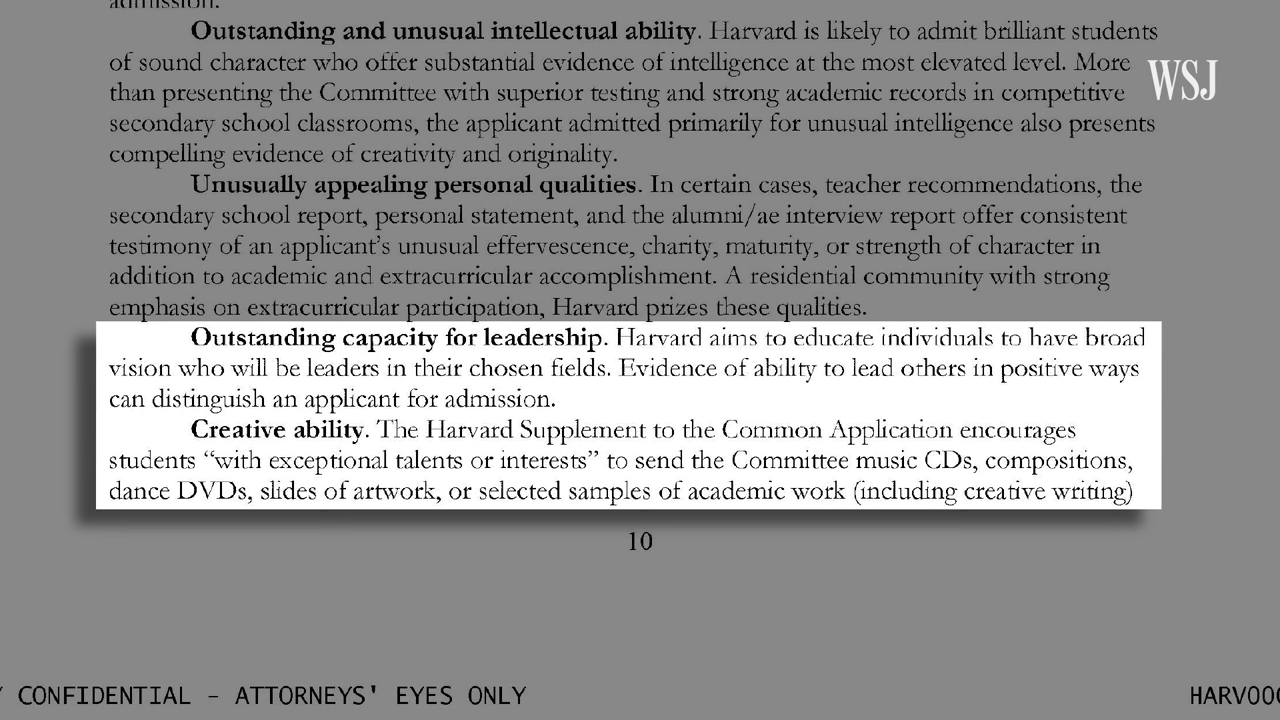 admission.
Outstanding and unusual intellectual ability. Harvard is likely to admit brilliant students
of sound character who offer substantial evidence of intelligence at the most elevated level. More
than presenting the Committee with superior testing and strong academic records in competitive
secondary school classrooms, the applicant admitted primarily for unusual intelligence also presents
compelling evidence of creativity and originality.
Unusually appealing personal qualities. In certain cases, teacher recommendations, the
secondary school report, personal statement, and the alumni/ae interview report offer consistent
testimony of an applicant’s unusual effervescence, charity, maturity, or strength of character in
addition to academic and extracurricular accomplishment. A residential community with strong
emphasis on extracurricular participation, Harvard prizes these qualities.
Outstanding capacity for leadership. Harvard aims to educate individuals to have broad
vision who will be leaders in their chosen fields. Evidence of ability to lead others in positive ways
can distinguish an applicant for admission.
Creative ability. The Harvard Supplement to the Common Application encourages
students “with exceptional talents or interests” to send the Committee music CDs, compositions,
dance DVDs, slides of artwork, or selected samples of academic work (including creative writing)
10
CONFIDENTIAL - ATTORNEYS' EYES ONLY
HARV000
WSJ